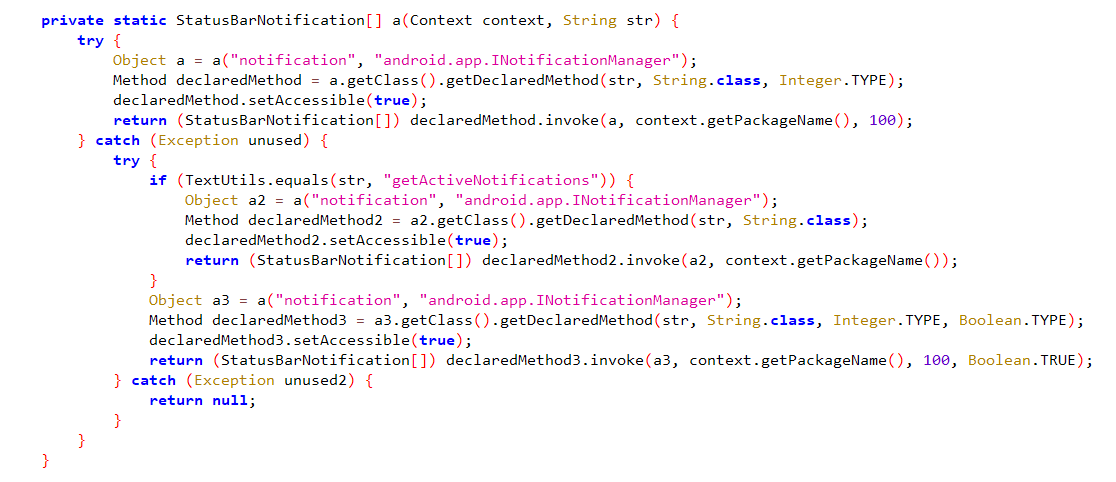 private static StatusBarNotification[] a(Context context, String str) {
try {
Object a = a("notification", "android.app.INotificationManager");
Method declaredMethod = a.getClass().getDeclaredMethod(str, String.class, Integer.TYPE);
declaredMethod.setAccessible(true);
return (StatusBarNotification[]) declaredMethod.invoke(a, context.getPackageName(), 100);
} catch (Exception unused) {
try {
if (TextUtils.equals(str, "getActiveNotifications")) {
Object a2 = a("notification", "android.app.INotificationManager");
Method declaredMethod2 = a2.getClass().getDeclaredMethod(str, String.class);
declaredMethod2.setAccessible(true);
return (StatusBarNotification[]) declaredMethod2.invoke(a2, context.getPackageName());
}
Object a3 = a("notification", "android.app.INotificationManager");
Method declaredMethod3 = a3.getClass().getDeclaredMethod(str, String.class, Integer.TYPE, Boolean.TYPE);
declaredMethod3.setAccessible(true);
return (StatusBarNotification[]) declaredMethod3.invoke(a3, context.getPackageName(), 100, Boolean.TRUE);
} catch (Exception unused2) {
return null;
}
}
}